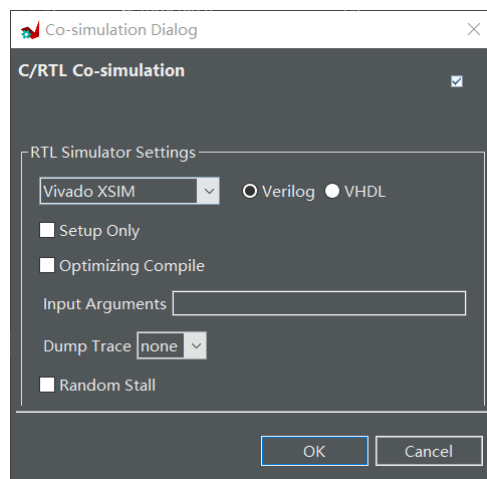 Co-simulation Dialog
C/RTL Co-simulation
RTL Simulator Settings
Vivado XSIM Verilog VHDL
Setup Only
Optimizing Compile
Input Arguments
Dump Trace none
Random Stall
OK Cancel